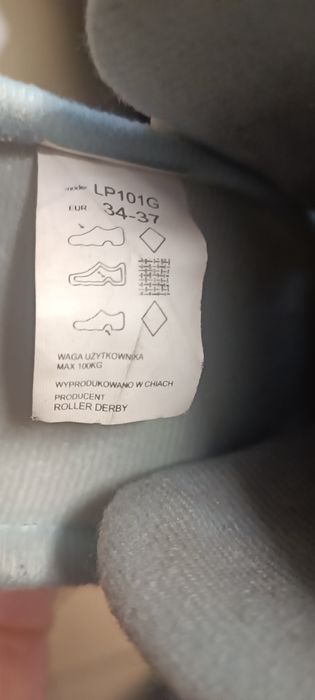 model LP101G
EUR 34-37
WAGA UŻYTKOWNIKA
MAX 100KG
WYPRODUKOWANO W CHIACH
PRODUCENT
ROLLER DERBY